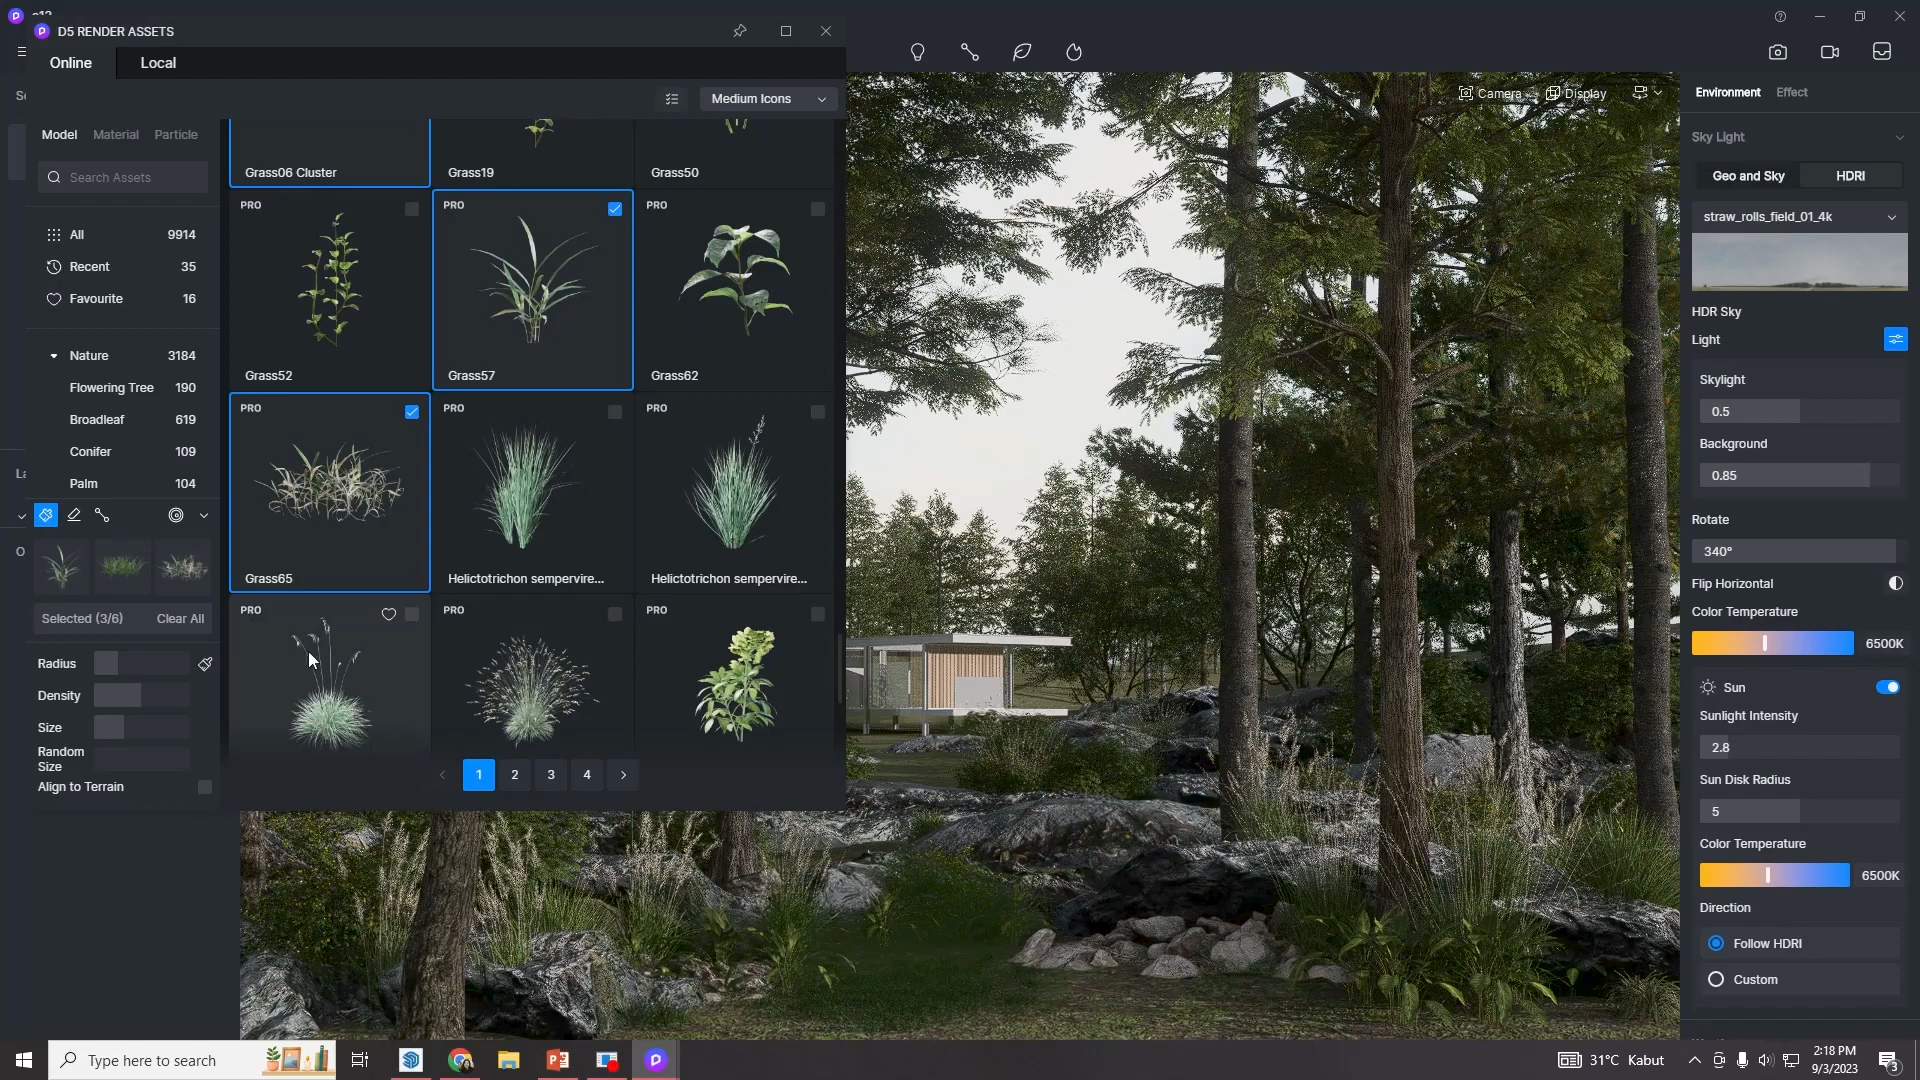 D5 RENDER ASSETS
Online
Local
Medium Icons
Model
Material
Particle
Search Assets
All 9914
Recent 35
Favourite 16
Nature 3184
Flowering Tree 190
Broadleaf 619
Conifer 109
Palm 104
Selected (3/6)
Clear All
Radius
Density
Size
Random
Size
Align to Terrain
Grass06 Cluster
Grass19
Grass50
PRO
Grass52
PRO
Grass57
PRO
Grass62
PRO
Grass65
PRO
Helictotrichon sempervire...
PRO
Helictotrichon sempervire...
PRO
PRO
PRO
1 2 3 4
Camera
Display
Environment
Effect
Sky Light
Geo and Sky
HDRI
straw_rolls_field_01_4k
HDR Sky
Light
Skylight
0.5
Background
0.85
Rotate
340°
Flip Horizontal
Color Temperature
6500K
Sun
Sunlight Intensity
2.8
Sun Disk Radius
5
Color Temperature
6500K
Direction
Follow HDRI
Custom
Type here to search
31°C Kabut
2:18 PM
9/3/2023
3